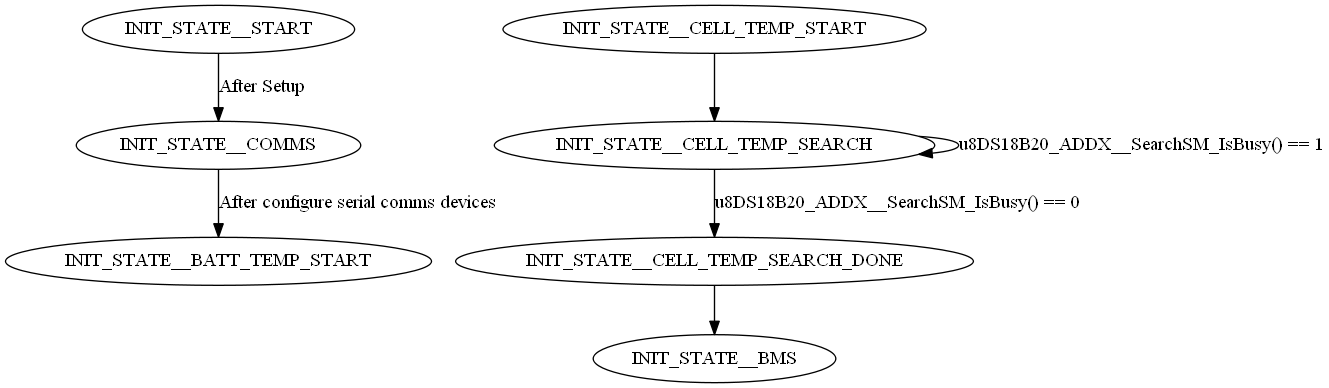 INIT_STATE__START
After Setup
INIT_STATE__COMMS
After configure serial comms devices
INIT_STATE__BATT_TEMP_START
INIT_STATE__CELL_TEMP_START
INIT_STATE__CELL_TEMP_SEARCH
u8DS18B20_ADDX__SearchSM_IsBusy() == 1
u8DS18B20_ADDX__SearchSM_IsBusy() == 0
INIT_STATE__CELL_TEMP_SEARCH_DONE
INIT_STATE__BMS